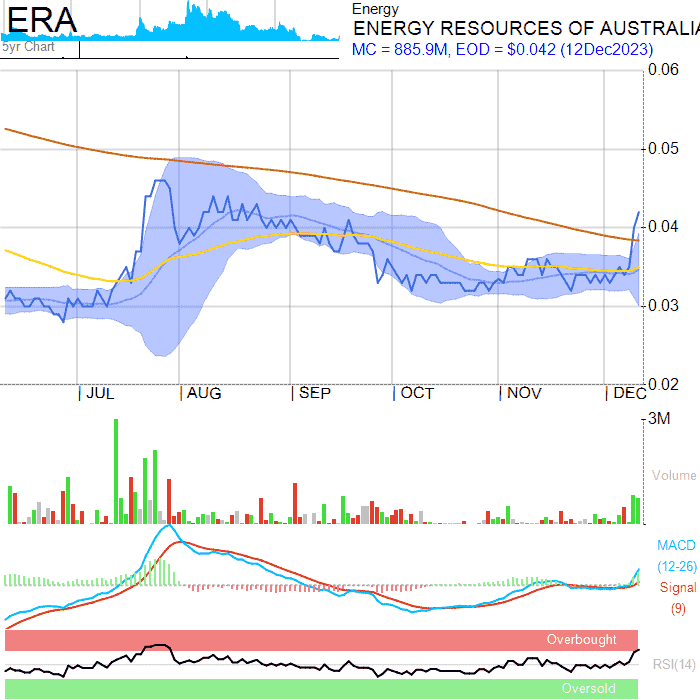 ERA
5yr Chart
Energy
ENERGY RESOURCES OF AUSTRALIA
MC = 885.9M, EOD = $0.042 (12Dec2023)
0.06
0.05
0.04
0.03
0.02
JUL
AUG
SEP
OCT
NOV
DEC
3M
Volume
MACD
(12-26)
Signal
(9)
Overbought
RSI(14)
Oversold